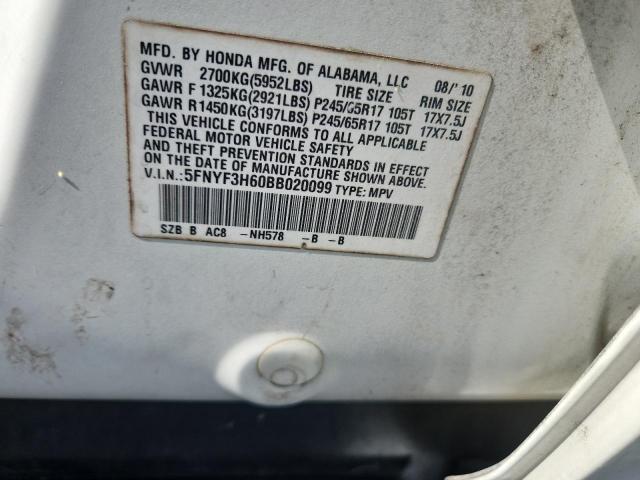 MFD. BY HONDA MFG. OF ALABAMA, LLC 08/'10
GVWR 2700KG(5952LBS) TIRE SIZE RIM SIZE
GAWR F 1325KG(2921LBS) P245/65R17 105T 17X7.5J
GAWR R1450KG(3197LBS) P245/65R17 105T 17X7.5J
THIS VEHICLE CONFORMS TO ALL APPLICABLE
FEDERAL MOTOR VEHICLE SAFETY
AND BUMPER STANDARDS IN EFFECT
ON THE DATE OF MANUFACTURE SHOWN ABOVE.
V.I.N.:5FNYF3H60BB020099 TYPE: MPV
SZB B AC8 -NH578 -B -B